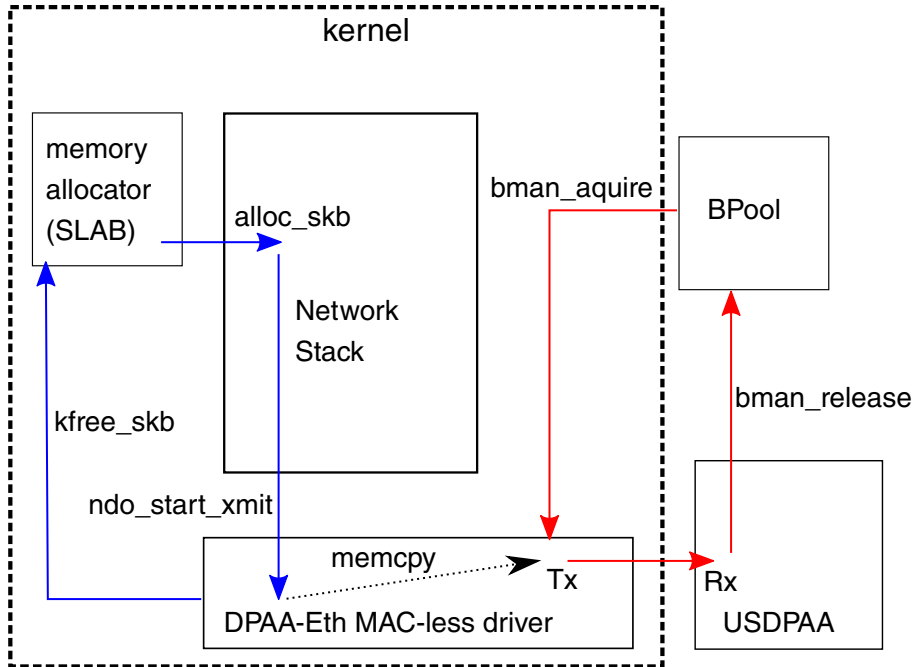 kernel
memory
allocator
(SLAB)
alloc_skb
bman_aquire
BPool
Network
Stack
kfree_skb
bman_release
ndo_start_xmit
memcpy
Tx
Rx
DPAA-Eth MAC-less driver
USDPAA